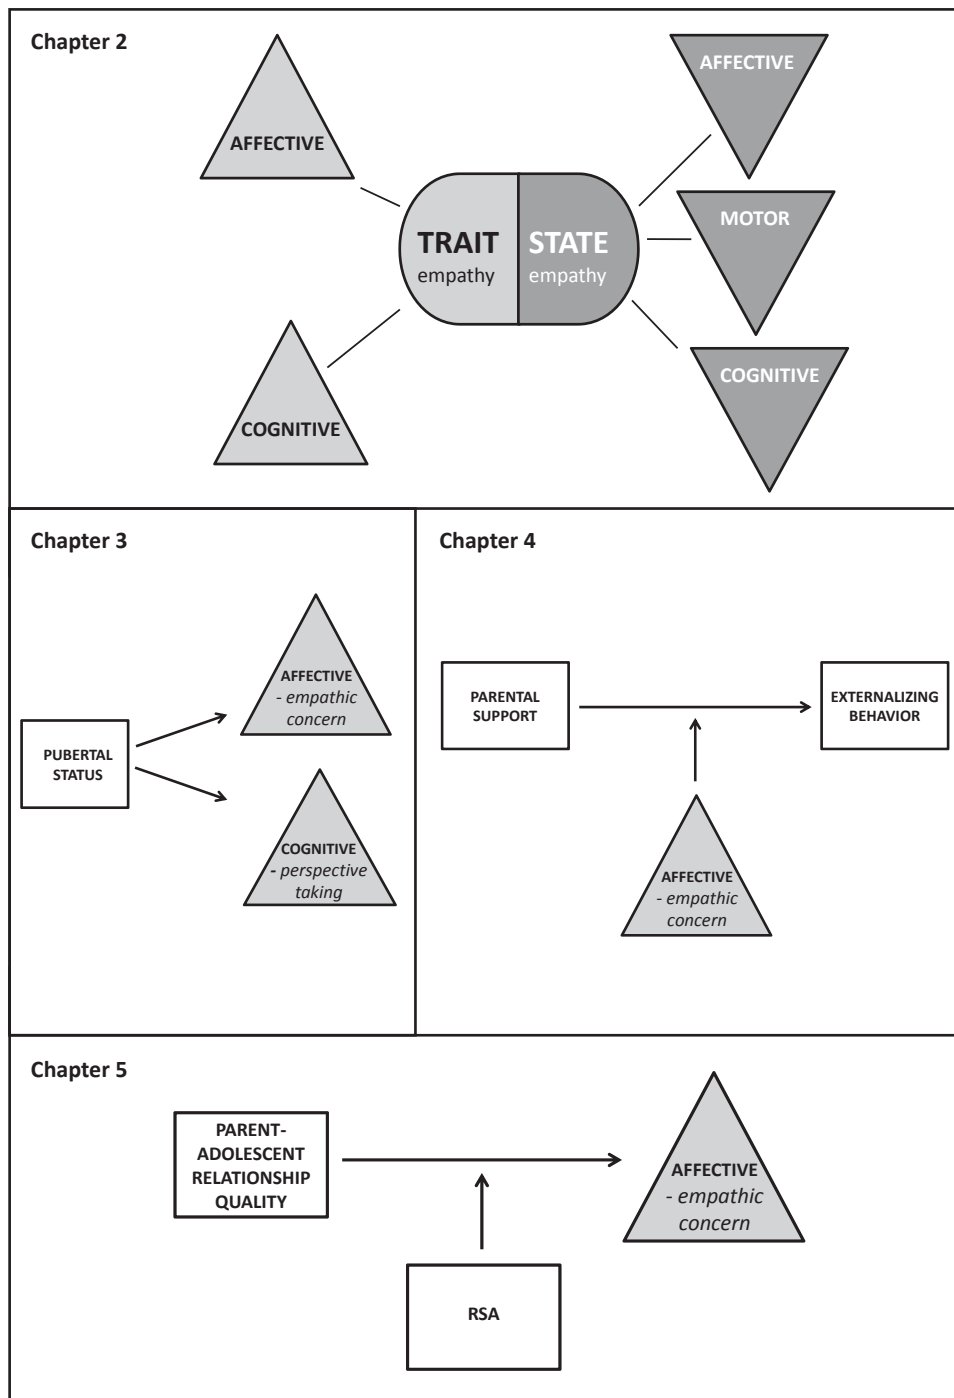 Chapter 2
AFFECTIVE
AFFECTIVE
TRAIT
empathy
STATE
empathy
MOTOR
COGNITIVE
COGNITIVE
Chapter 3
PUBERTAL
STATUS
AFFECTIVE
- empathic
concern
COGNITIVE
- perspective
taking
Chapter 4
PARENTAL
SUPPORT
EXTERNALIZING
BEHAVIOR
AFFECTIVE
- empathic
concern
Chapter 5
PARENT-
ADOLESCENT
RELATIONSHIP
QUALITY
AFFECTIVE
- empathic
concern
RSA